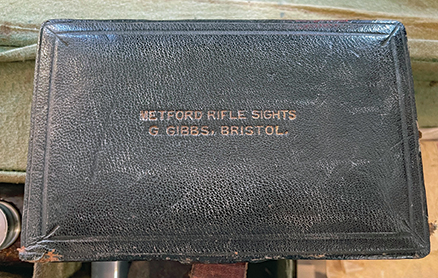 METFORD RIFLE SIGHTS
G. GIBBS, BRISTOL.